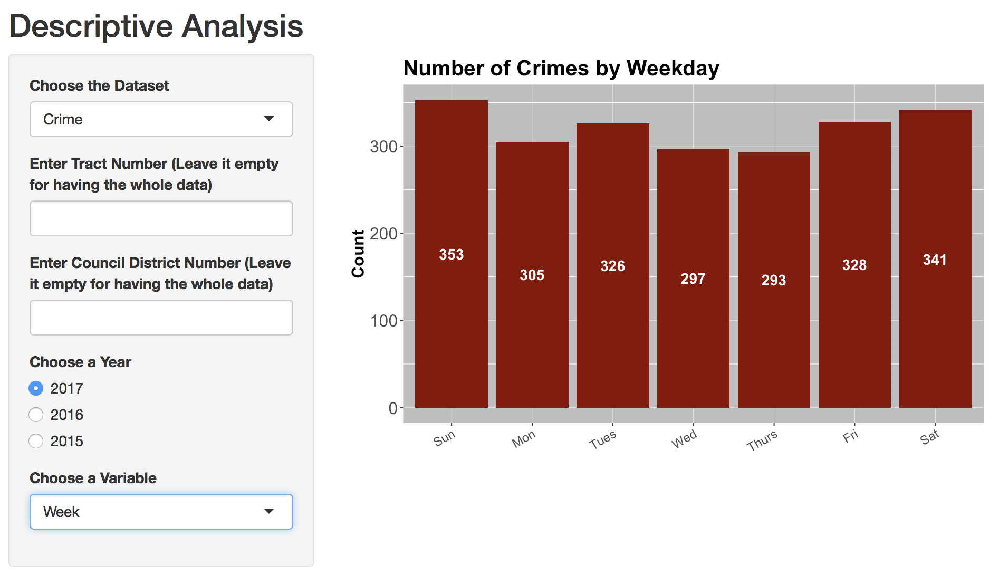 Descriptive Analysis
Choose the Dataset
Crime
Enter Tract Number (Leave it empty
for having the whole data)
Enter Council District Number (Leave
it empty for having the whole data)
Choose a Year
2017
2016
2015
Choose a Variable
Week
Number of Crimes by Weekday
Count
300
200
100
0
353
305
326
297
293
328
341
Sun
Mon
Tues
Wed
Thurs
Fri
Sat